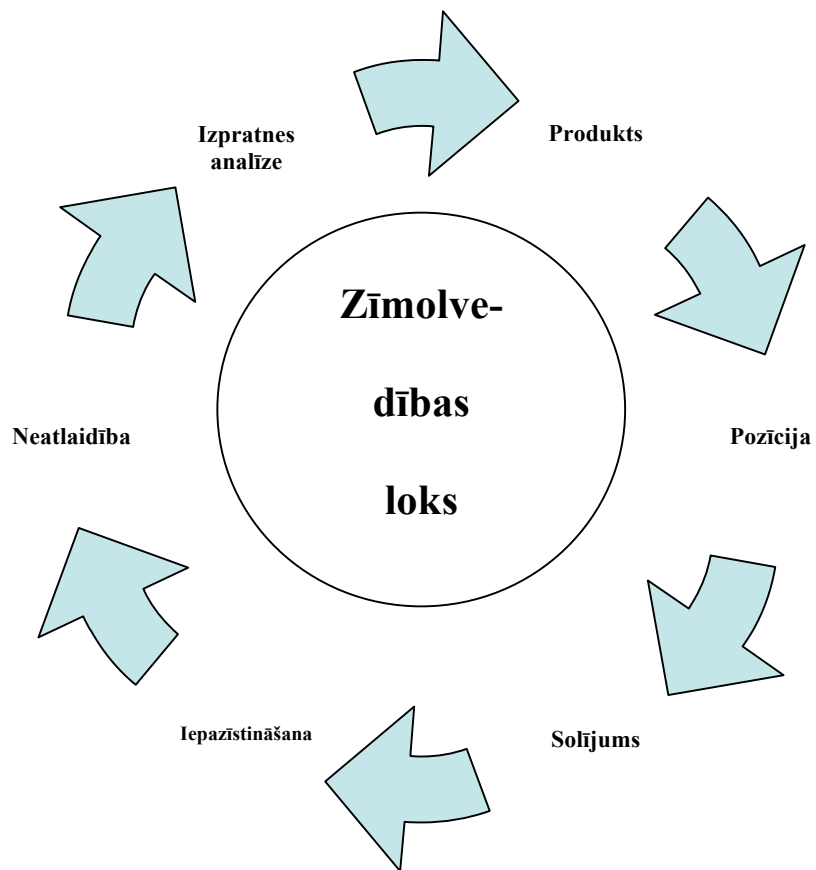 Izpratnes
analīze
Produkts
Zīmolve-
dības
loks
Neatlaidība
Pozīcija
Iepazīstināšana
Solījums